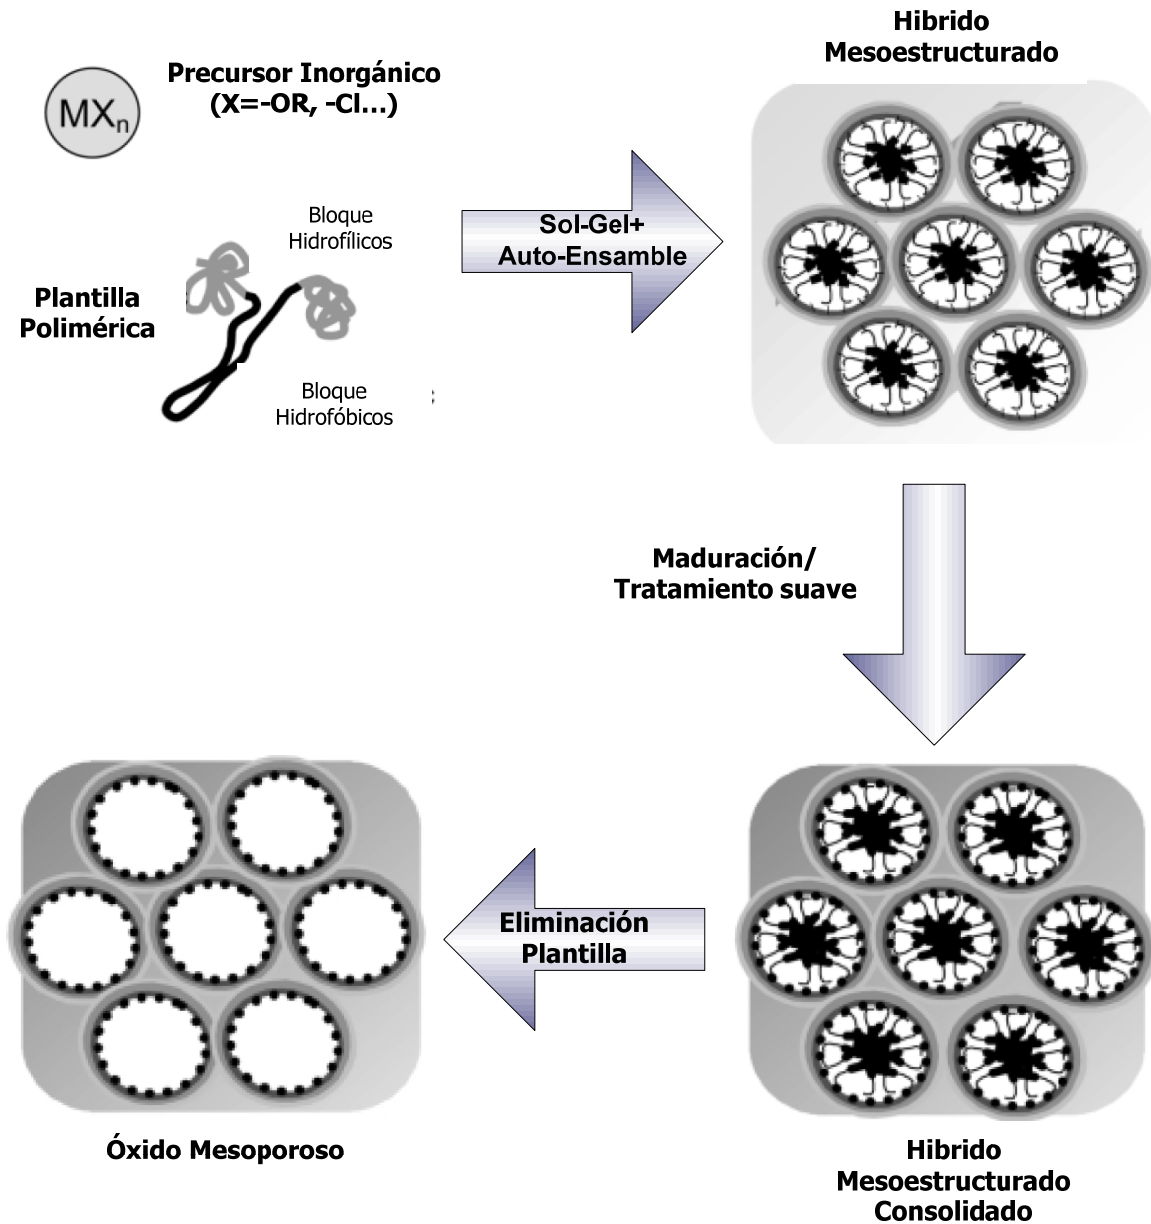 Precursor Inorgánico
(X=-OR, -Cl...)
MXn
Bloque
Hidrofílicos
Plantilla
Polimérica
Bloque
Hidrofóbicos
;
Sol-Gel+
Auto-Ensamble
Hibrido
Mesoestructurado
Maduración/
Tratamiento suave
Eliminación
Plantilla
Óxido Mesoporoso
Hibrido
Mesoestructurado
Consolidado